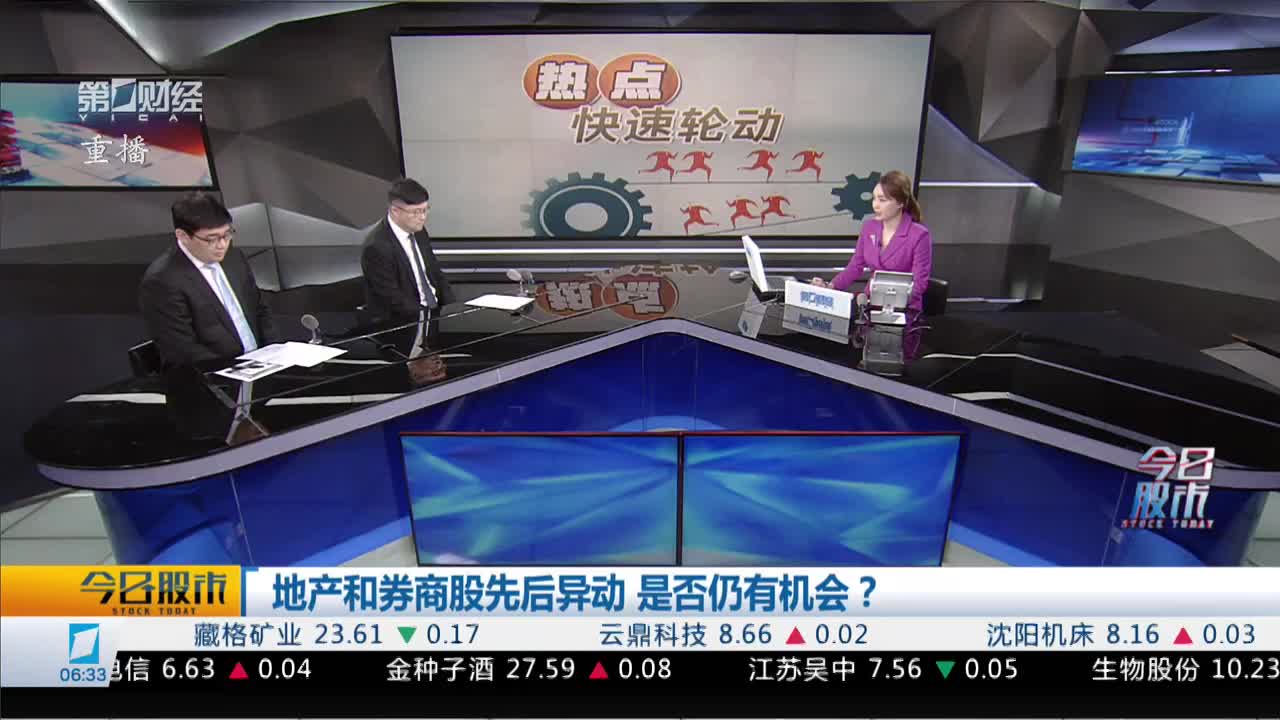 第一财经
YICAI
重播
热点
快速轮动
今日
股市
STOCK TODAY
今日股市
STOCK TODAY
地产和券商股先后异动 是否仍有机会？
藏格矿业 23.61 ▼ 0.17 云鼎科技 8.66 ▲ 0.02 沈阳机床 8.16 ▲ 0.03
06:33
电信 6.63 ▲ 0.04 金种子酒 27.59 ▲ 0.08 江苏吴中 7.56 ▼ 0.05 生物股份 10.23